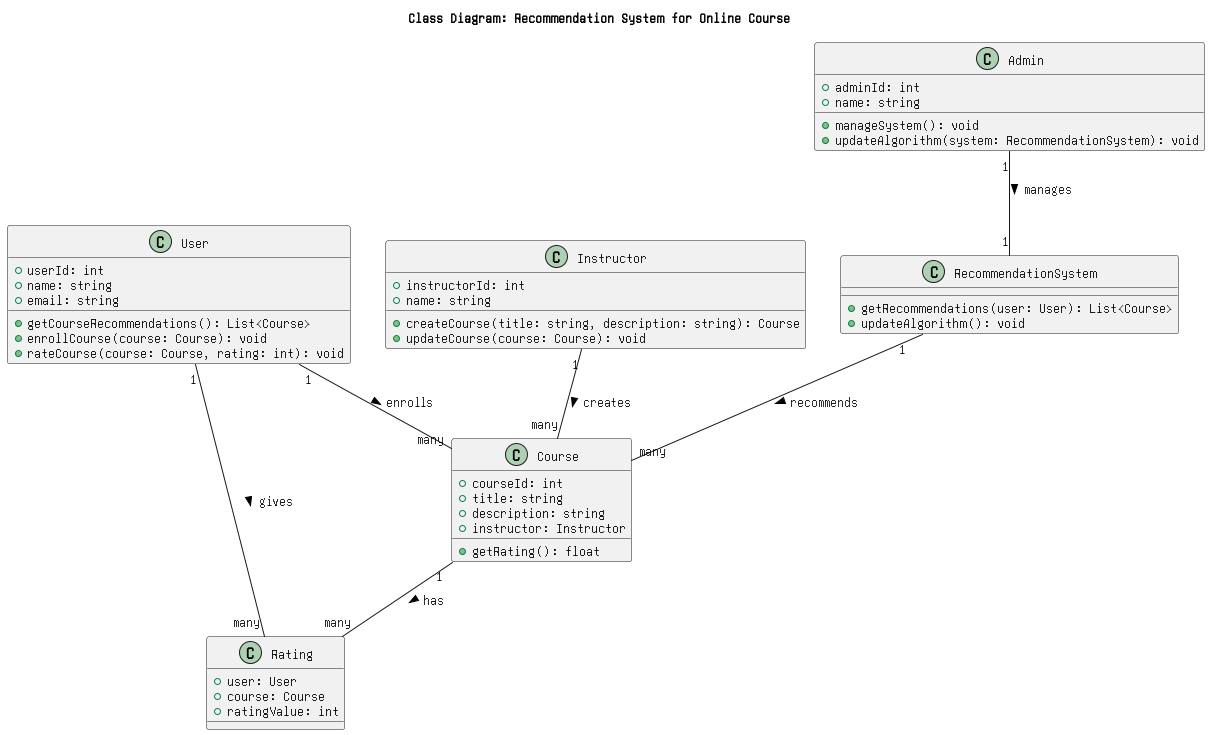 Class Diagram: Recommendation System for Online Course
C Admin
adminId: int
name: string
manageSystem(): void
updateAlgorithm(system: RecommendationSystem): void
1
manages
1
C User
userId: int
name: string
email: string
getCourseRecommendations(): List<Course>
enrollCourse(course: Course): void
rateCourse(course: Course, rating: int): void
C Instructor
instructorId: int
name: string
createCourse(title: string, description: string): Course
updateCourse(course: Course): void
C RecommendationSystem
getRecommendations(user: User): List<Course>
updateAlgorithm(): void
1
1
1
1
enrolls
creates
recommends
many
many
many
C Course
courseId: int
title: string
description: string
instructor: Instructor
getRating(): float
gives
1
has
many
many
C Rating
user: User
course: Course
ratingValue: int